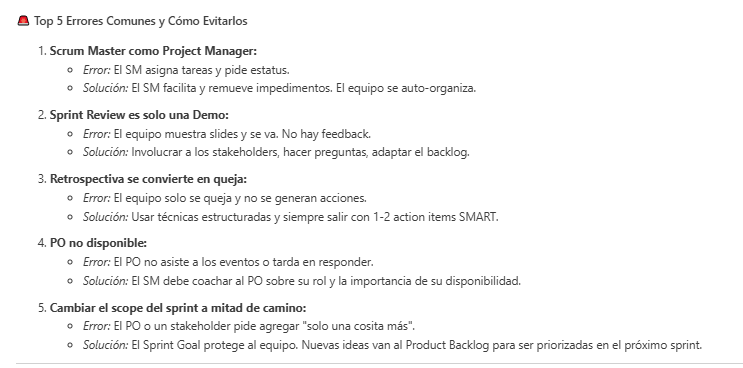 🚨 Top 5 Errores Comunes y Cómo Evitarlos
1. Scrum Master como Project Manager:
◦ Error: El SM asigna tareas y pide estatus.
◦ Solución: El SM facilita y remueve impedimentos. El equipo se auto-organiza.
2. Sprint Review es solo una Demo:
◦ Error: El equipo muestra slides y se va. No hay feedback.
◦ Solución: Involucrar a los stakeholders, hacer preguntas, adaptar el backlog.
3. Retrospectiva se convierte en queja:
◦ Error: El equipo solo se queja y no se generan acciones.
◦ Solución: Usar técnicas estructuradas y siempre salir con 1-2 action items SMART.
4. PO no disponible:
◦ Error: El PO no asiste a los eventos o tarda en responder.
◦ Solución: El SM debe coachar al PO sobre su rol y la importancia de su disponibilidad.
5. Cambiar el scope del sprint a mitad de camino:
◦ Error: El PO o un stakeholder pide agregar "solo una cosita más".
◦ Solución: El Sprint Goal protege al equipo. Nuevas ideas van al Product Backlog para ser priorizadas en el próximo sprint.